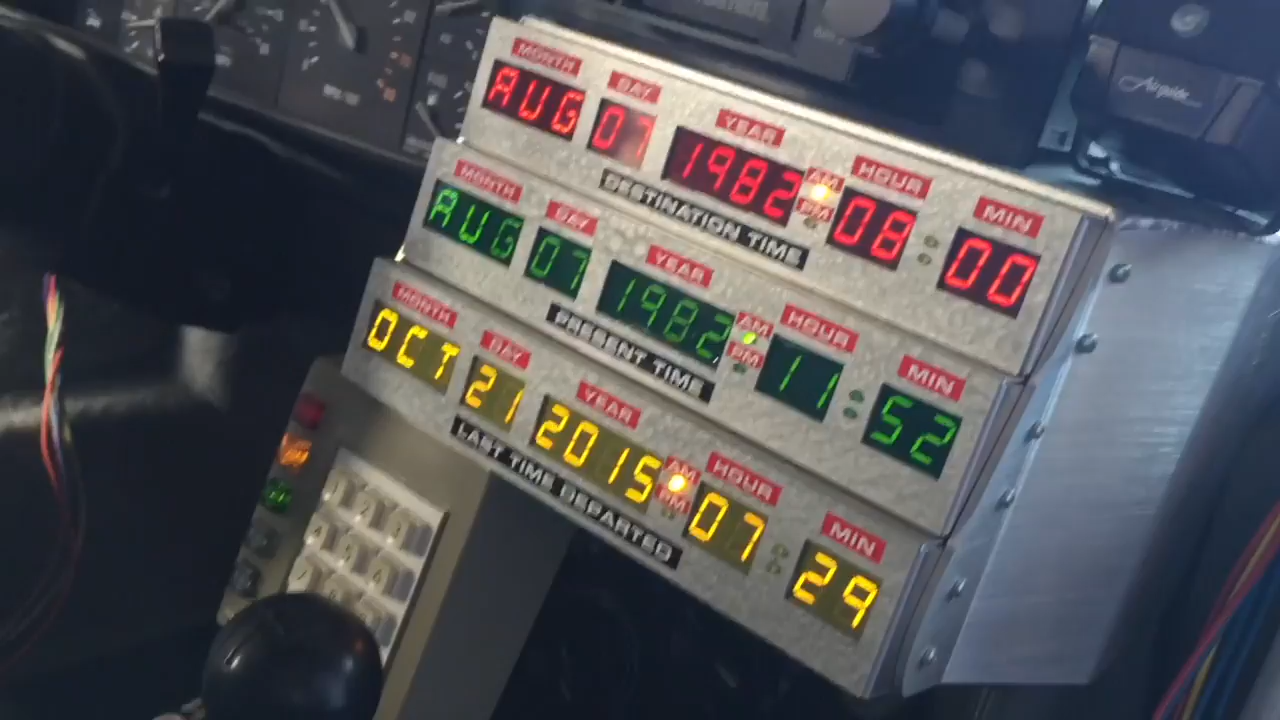 MONTH DAY YEAR HOUR MIN
AUG 07 1982 AM PM 08 00
DESTINATION TIME
MONTH DAY YEAR HOUR MIN
AUG 07 1982 AM PM 11 52
PRESENT TIME
MONTH DAY YEAR HOUR MIN
OCT 21 2015 AM PM 07 29
LAST TIME DEPARTED
Airguide